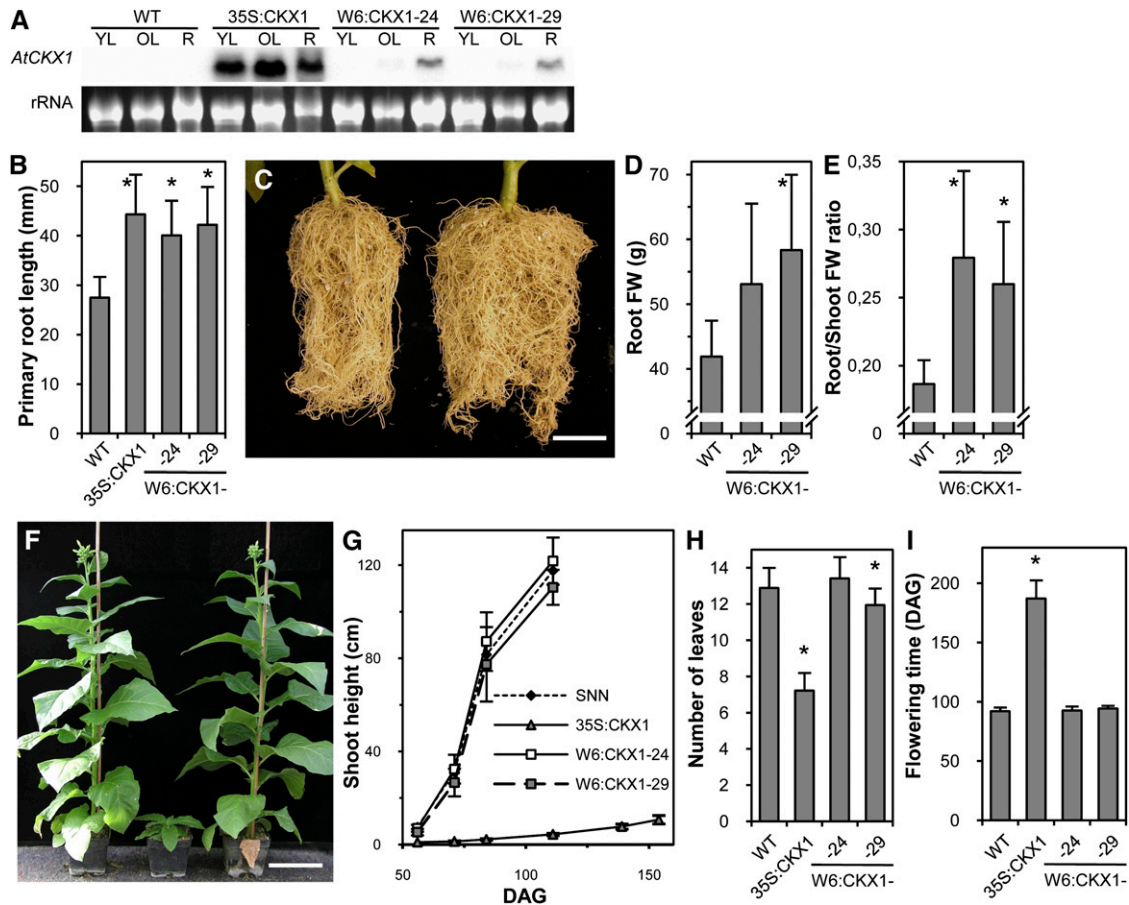 A
WT 35S:CKX1 W6:CKX1-24 W6:CKX1-29
YL OL R YL OL R YL OL R YL OL R
AtCKX1
rRNA
B
Primary root length (mm)
50
40
30
20
10
0
WT
35S:CKX1
-24
-29
W6:CKX1-
C
D
Root FW (g)
70
60
50
40
0
WT
-24
-29
W6:CKX1-
E
Root/Shoot FW ratio
0,35
0,30
0,25
0,20
0
WT
-24
-29
W6:CKX1-
F
G
Shoot height (cm)
120
80
40
0
50 100 150
DAG
SNN
35S:CKX1
W6:CKX1-24
W6:CKX1-29
H
Number of leaves
14
12
10
8
6
4
2
0
WT
35S:CKX1
-24
-29
W6:CKX1-
I
Flowering time (DAG)
200
150
100
50
0
WT
35S:CKX1
-24
-29
W6:CKX1-